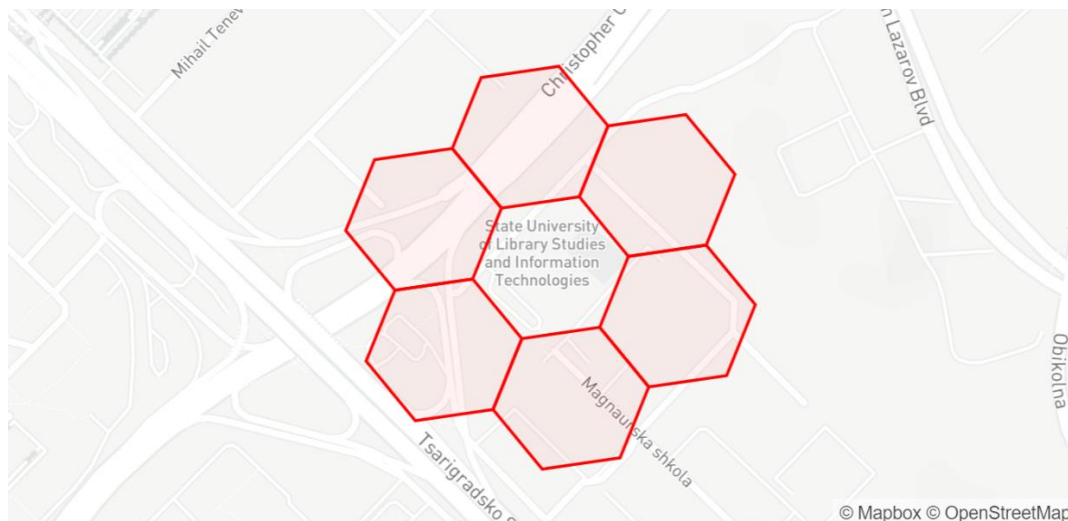 Mihail Tenev
Christopher C
n Lazarov Blvd
State University
of Library Studies
and Information
Technologies
Obikolna
Magnaurska shkola
Tsarigradsko
© Mapbox © OpenStreetMap